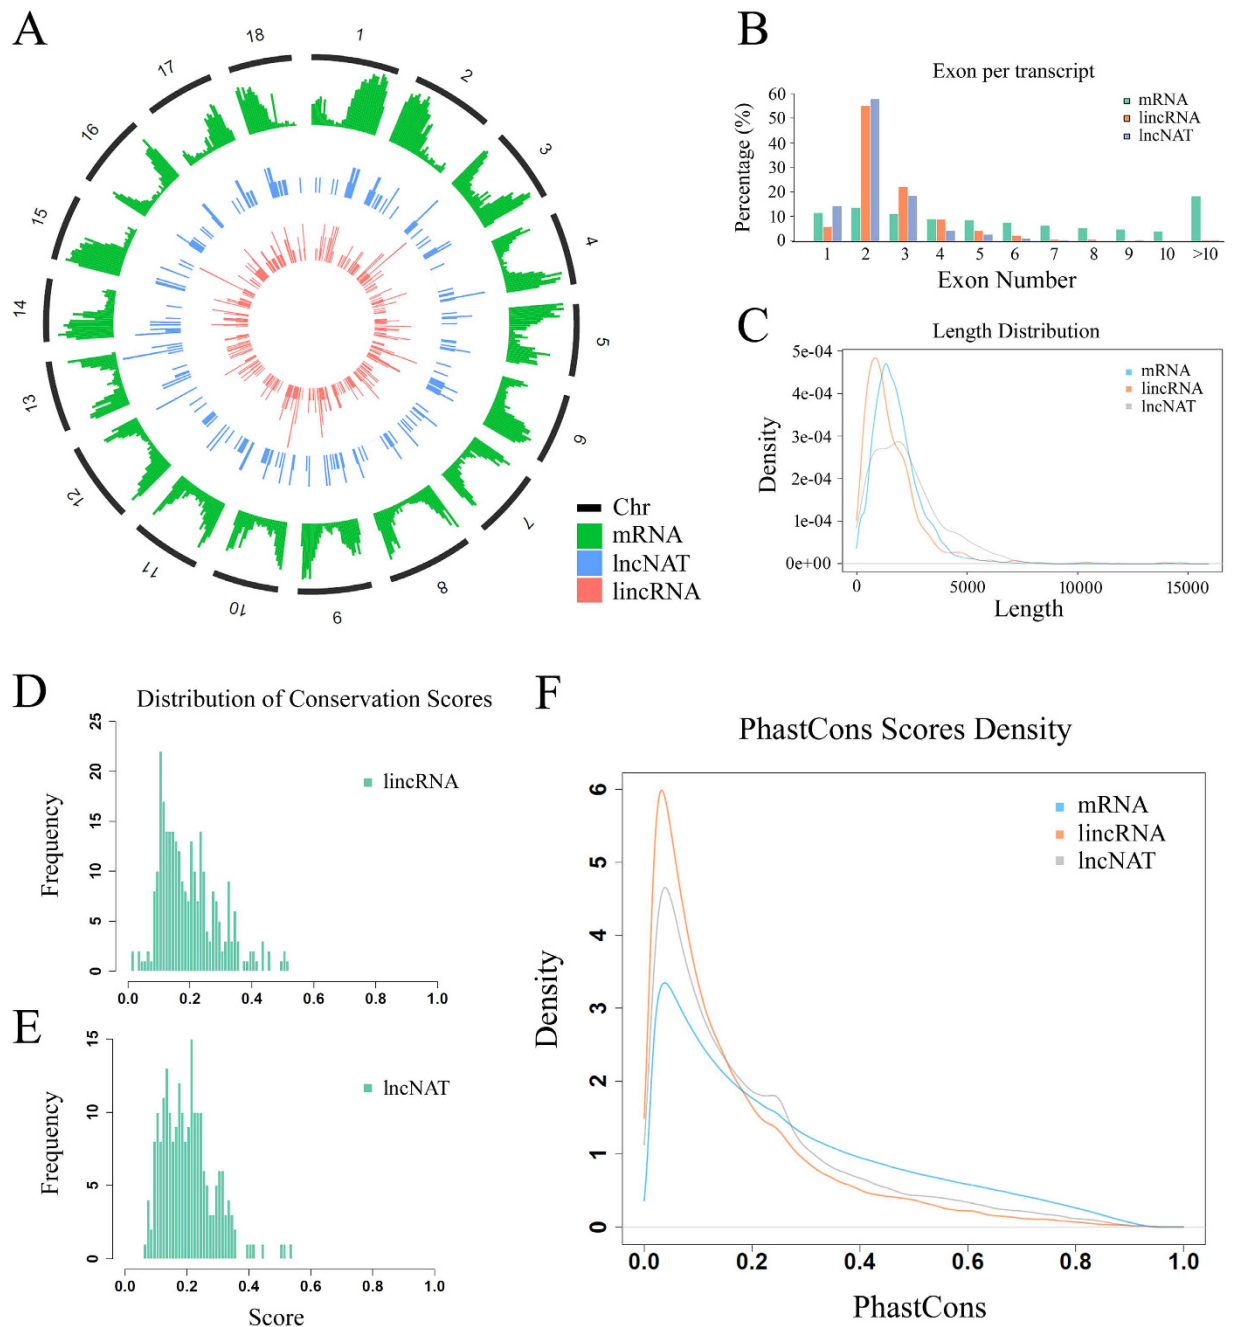 A
1
2
3
4
5
6
7
8
9
10
11
12
13
14
15
16
17
18
Chr
mRNA
lncNAT
lincRNA
B
Exon per transcript
Percentage (%)
60
50
40
30
20
10
0
mRNA
lincRNA
lncNAT
1 2 3 4 5 6 7 8 9 10 >10
Exon Number
C
Length Distribution
Density
5e-04
4e-04
3e-04
2e-04
1e-04
0e+00
mRNA
lincRNA
lncNAT
0 5000 10000 15000
Length
D
Distribution of Conservation Scores
Frequency
25
20
15
10
5
0
lincRNA
0.0 0.2 0.4 0.6 0.8 1.0
E
Frequency
15
10
5
0
lncNAT
0.0 0.2 0.4 0.6 0.8 1.0
Score
F
PhastCons Scores Density
Density
6
5
4
3
2
1
0
mRNA
lincRNA
lncNAT
0.0 0.2 0.4 0.6 0.8 1.0
PhastCons